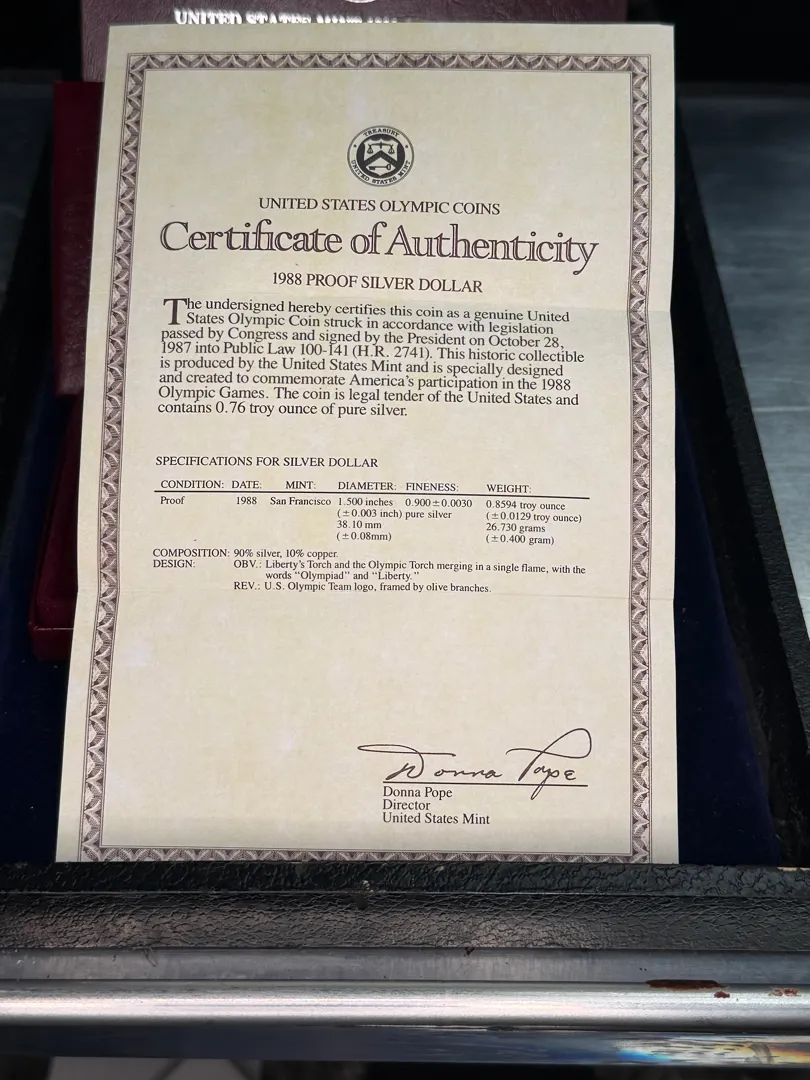 UNITED STATES MINT
TREASURY
UNITED STATES MINT
UNITED STATES OLYMPIC COINS
Certificate of Authenticity
1988 PROOF SILVER DOLLAR
The undersigned hereby certifies this coin as a genuine United
States Olympic Coin struck in accordance with legislation
passed by Congress and signed by the President on October 28,
1987 into Public Law 100-141 (H.R. 2741). This historic collectible
is produced by the United States Mint and is specially designed
and created to commemorate America's participation in the 1988
Olympic Games. The coin is legal tender of the United States and
contains 0.76 troy ounce of pure silver.
SPECIFICATIONS FOR SILVER DOLLAR
CONDITION: DATE: MINT: DIAMETER: FINENESS: WEIGHT:
Proof 1988 San Francisco 1.500 inches 0.900±0.0030 0.8594 troy ounce
(±0.003 inch) pure silver (±0.0129 troy ounce)
38.10 mm 26.730 grams
(±0.08mm) (±0.400 gram)
COMPOSITION: 90% silver, 10% copper.
DESIGN: OBV.: Liberty's Torch and the Olympic Torch merging in a single flame, with the
words "Olympiad" and "Liberty."
REV.: U.S. Olympic Team logo, framed by olive branches.
Donna Pope
Donna Pope
Director
United States Mint